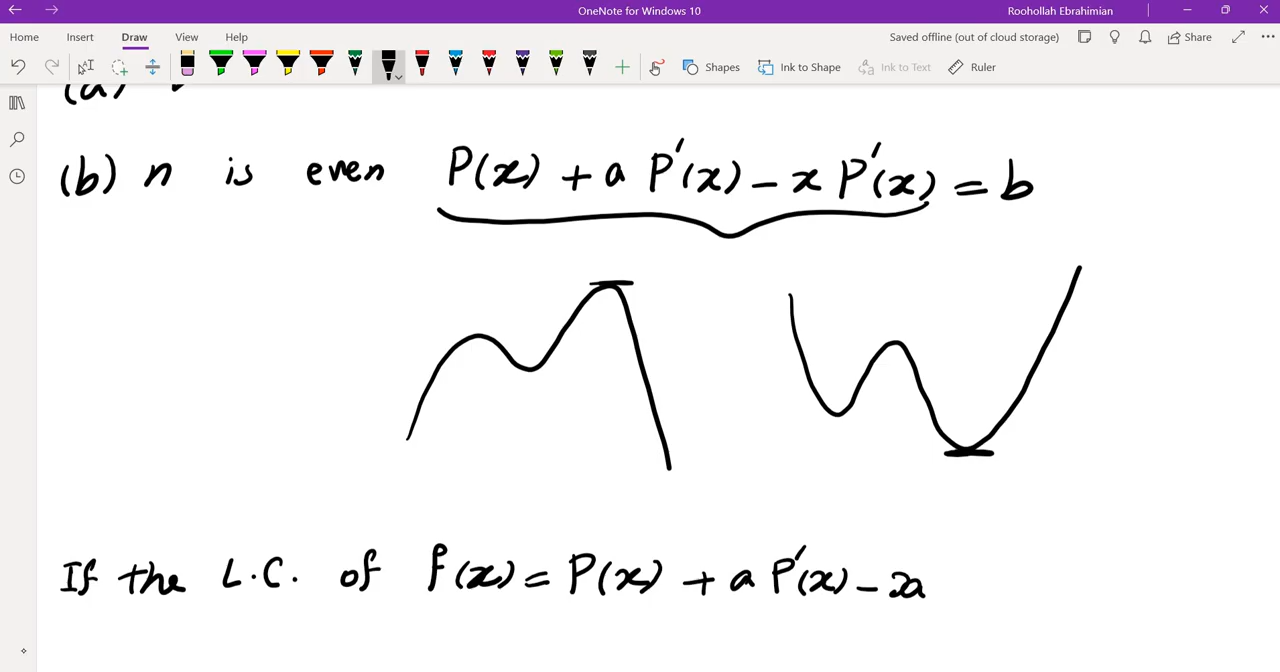 OneNote for Windows 10
Roohollah Ebrahimian
Home Insert Draw View Help
Saved offline (out of cloud storage)
Share
Shapes
Ink to Shape
Ink to Text
Ruler
(a)
(b) n is even P(x) + a P'(x) - x P'(x) = b
If the L.C. of f(x) = P(x) + a P'(x) - x